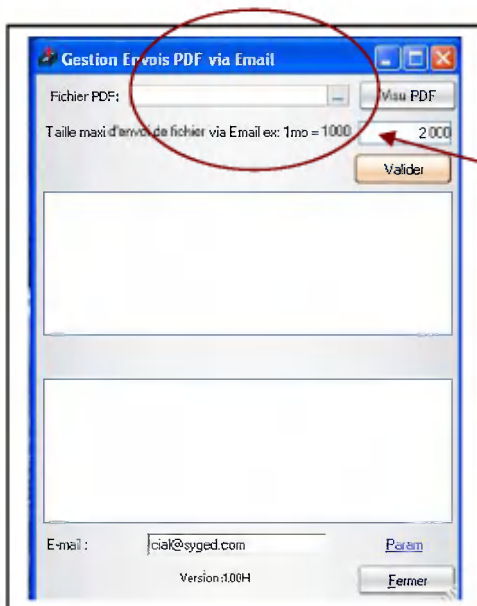 Gestion Envois PDF via Email
Fichier PDF: ... Visu PDF
Taille maxi d'envoi de fichier via Email ex: 1mo = 1000 2 000
Valider
E-mail : cial@syged.com Param
Version :1.00H Fermer